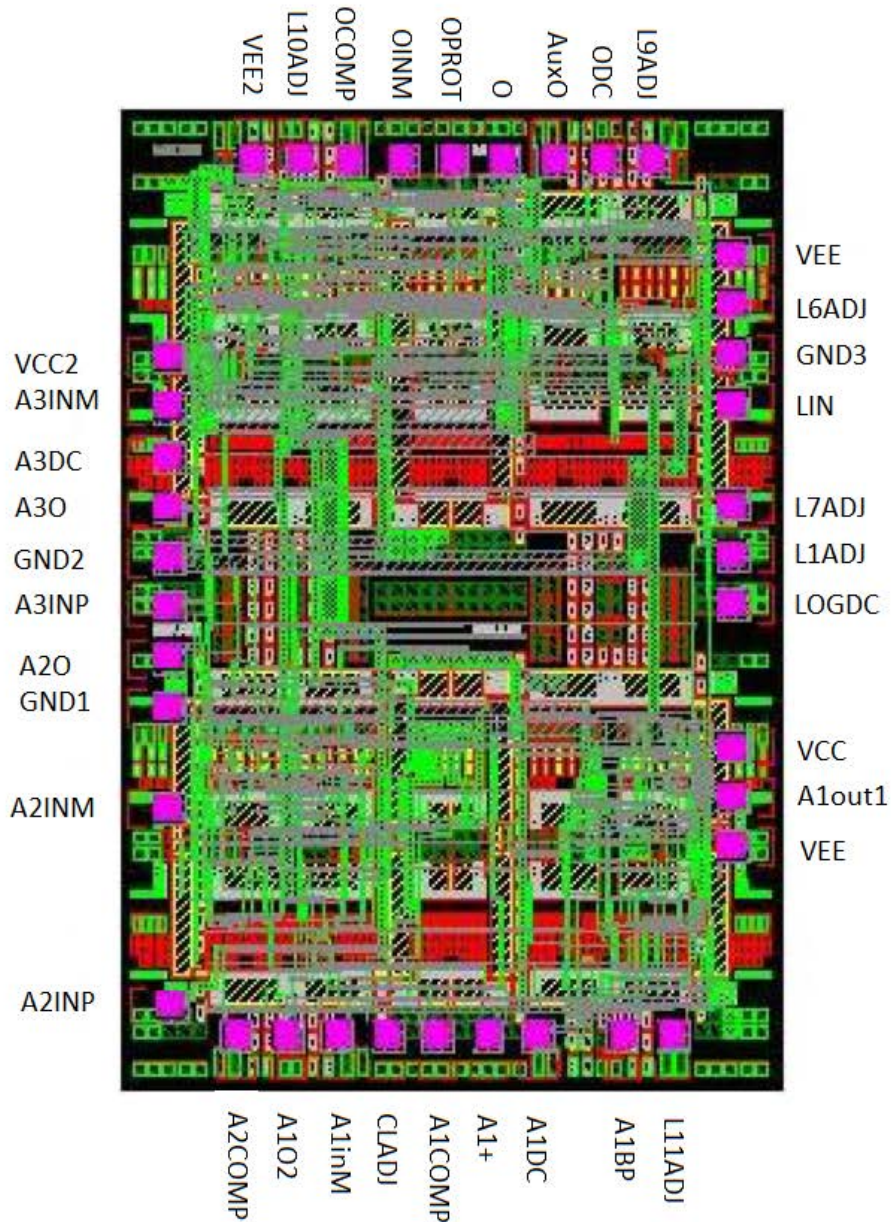 VEE2
L10ADJ
OCOMP
OINM
OPROT
O
AuxO
ODC
L9ADJ
VEE
L6ADJ
GND3
LIN
L7ADJ
L1ADJ
LOGDC
VCC
A1out1
VEE
VCC2
A3INM
A3DC
A3O
GND2
A3INP
A2O
GND1
A2INM
A2INP
A2COMP
A1O2
A1inM
CLADJ
A1COMP
A1+
A1DC
A1BP
L11ADJ